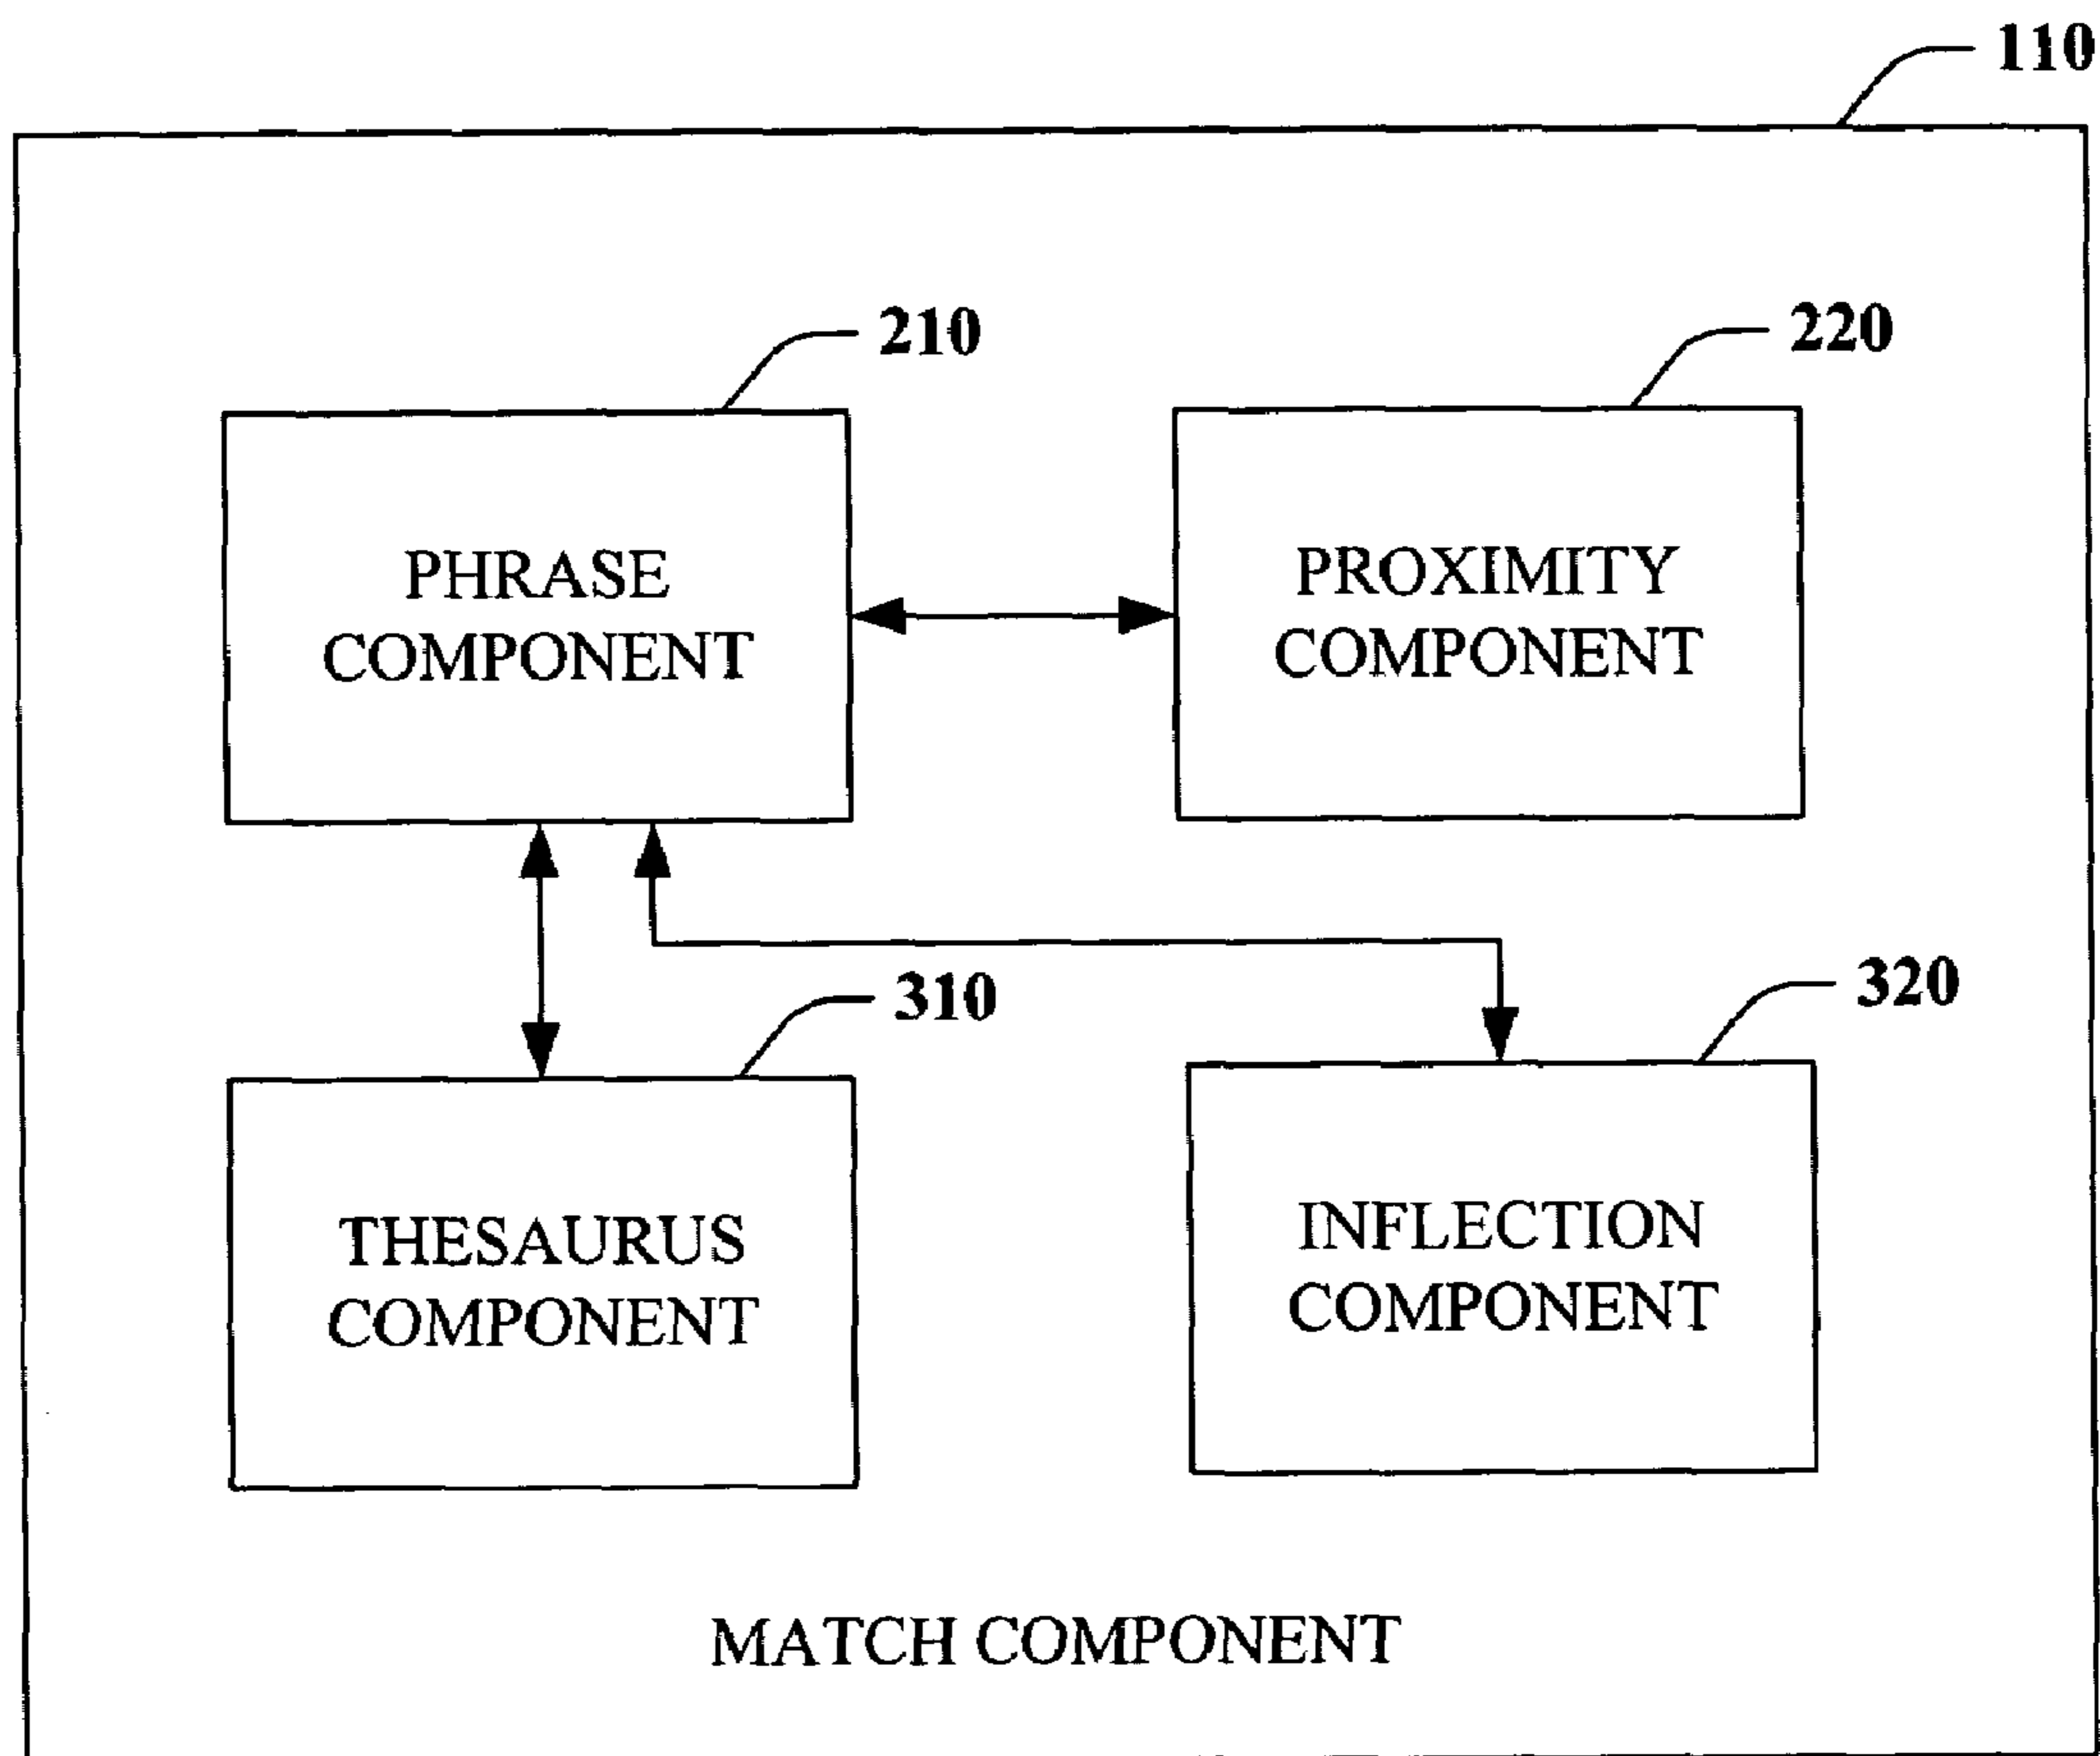 110
210
220
PHRASE
COMPONENT
PROXIMITY
COMPONENT
310
320
THESAURUS
COMPONENT
INFLECTION
COMPONENT
MATCH COMPONENT